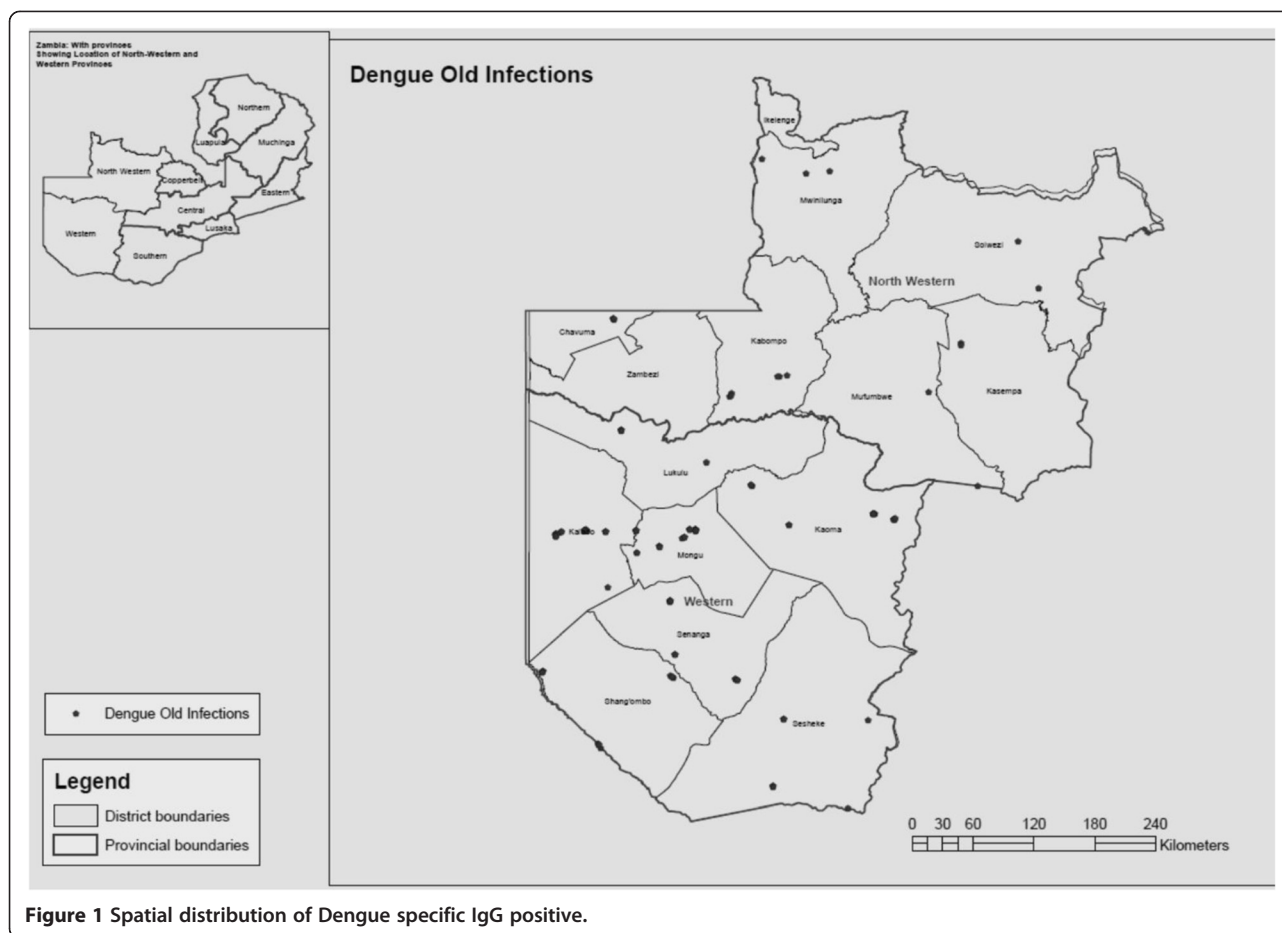 Zambia: With provinces
Showing Location of North-Western and
Western Provinces
Northern
Luapula
Muchinga
North Western
Copperbelt
Eastern
Central
Lusaka
Western
Southern
Dengue Old Infections
Ikelenge
Mwinilunga
Solwezi
North Western
Chavuma
Kabompo
Zambezi
Mufumbwe
Kasempa
Lukulu
Kaoma
Mongu
Western
Senanga
Shang'ombo
Sesheke
Dengue Old Infections
Legend
District boundaries
Provincial boundaries
0 30 60 120 180 240
Kilometers
Figure 1 Spatial distribution of Dengue specific IgG positive.